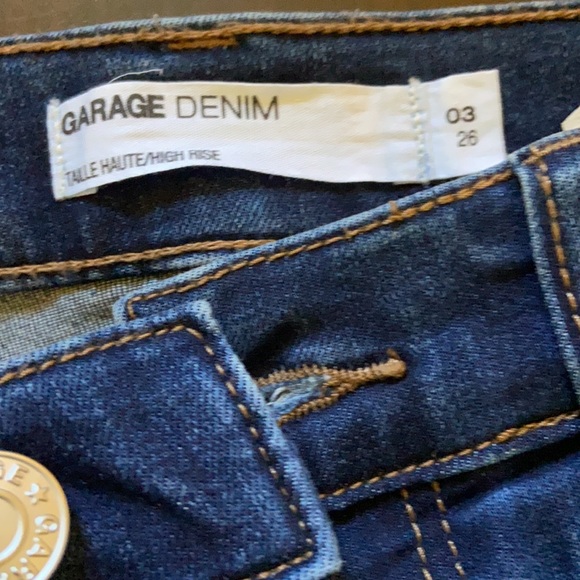 GARAGE DENIM
TAILLE HAUTE/HIGH RISE
03
26